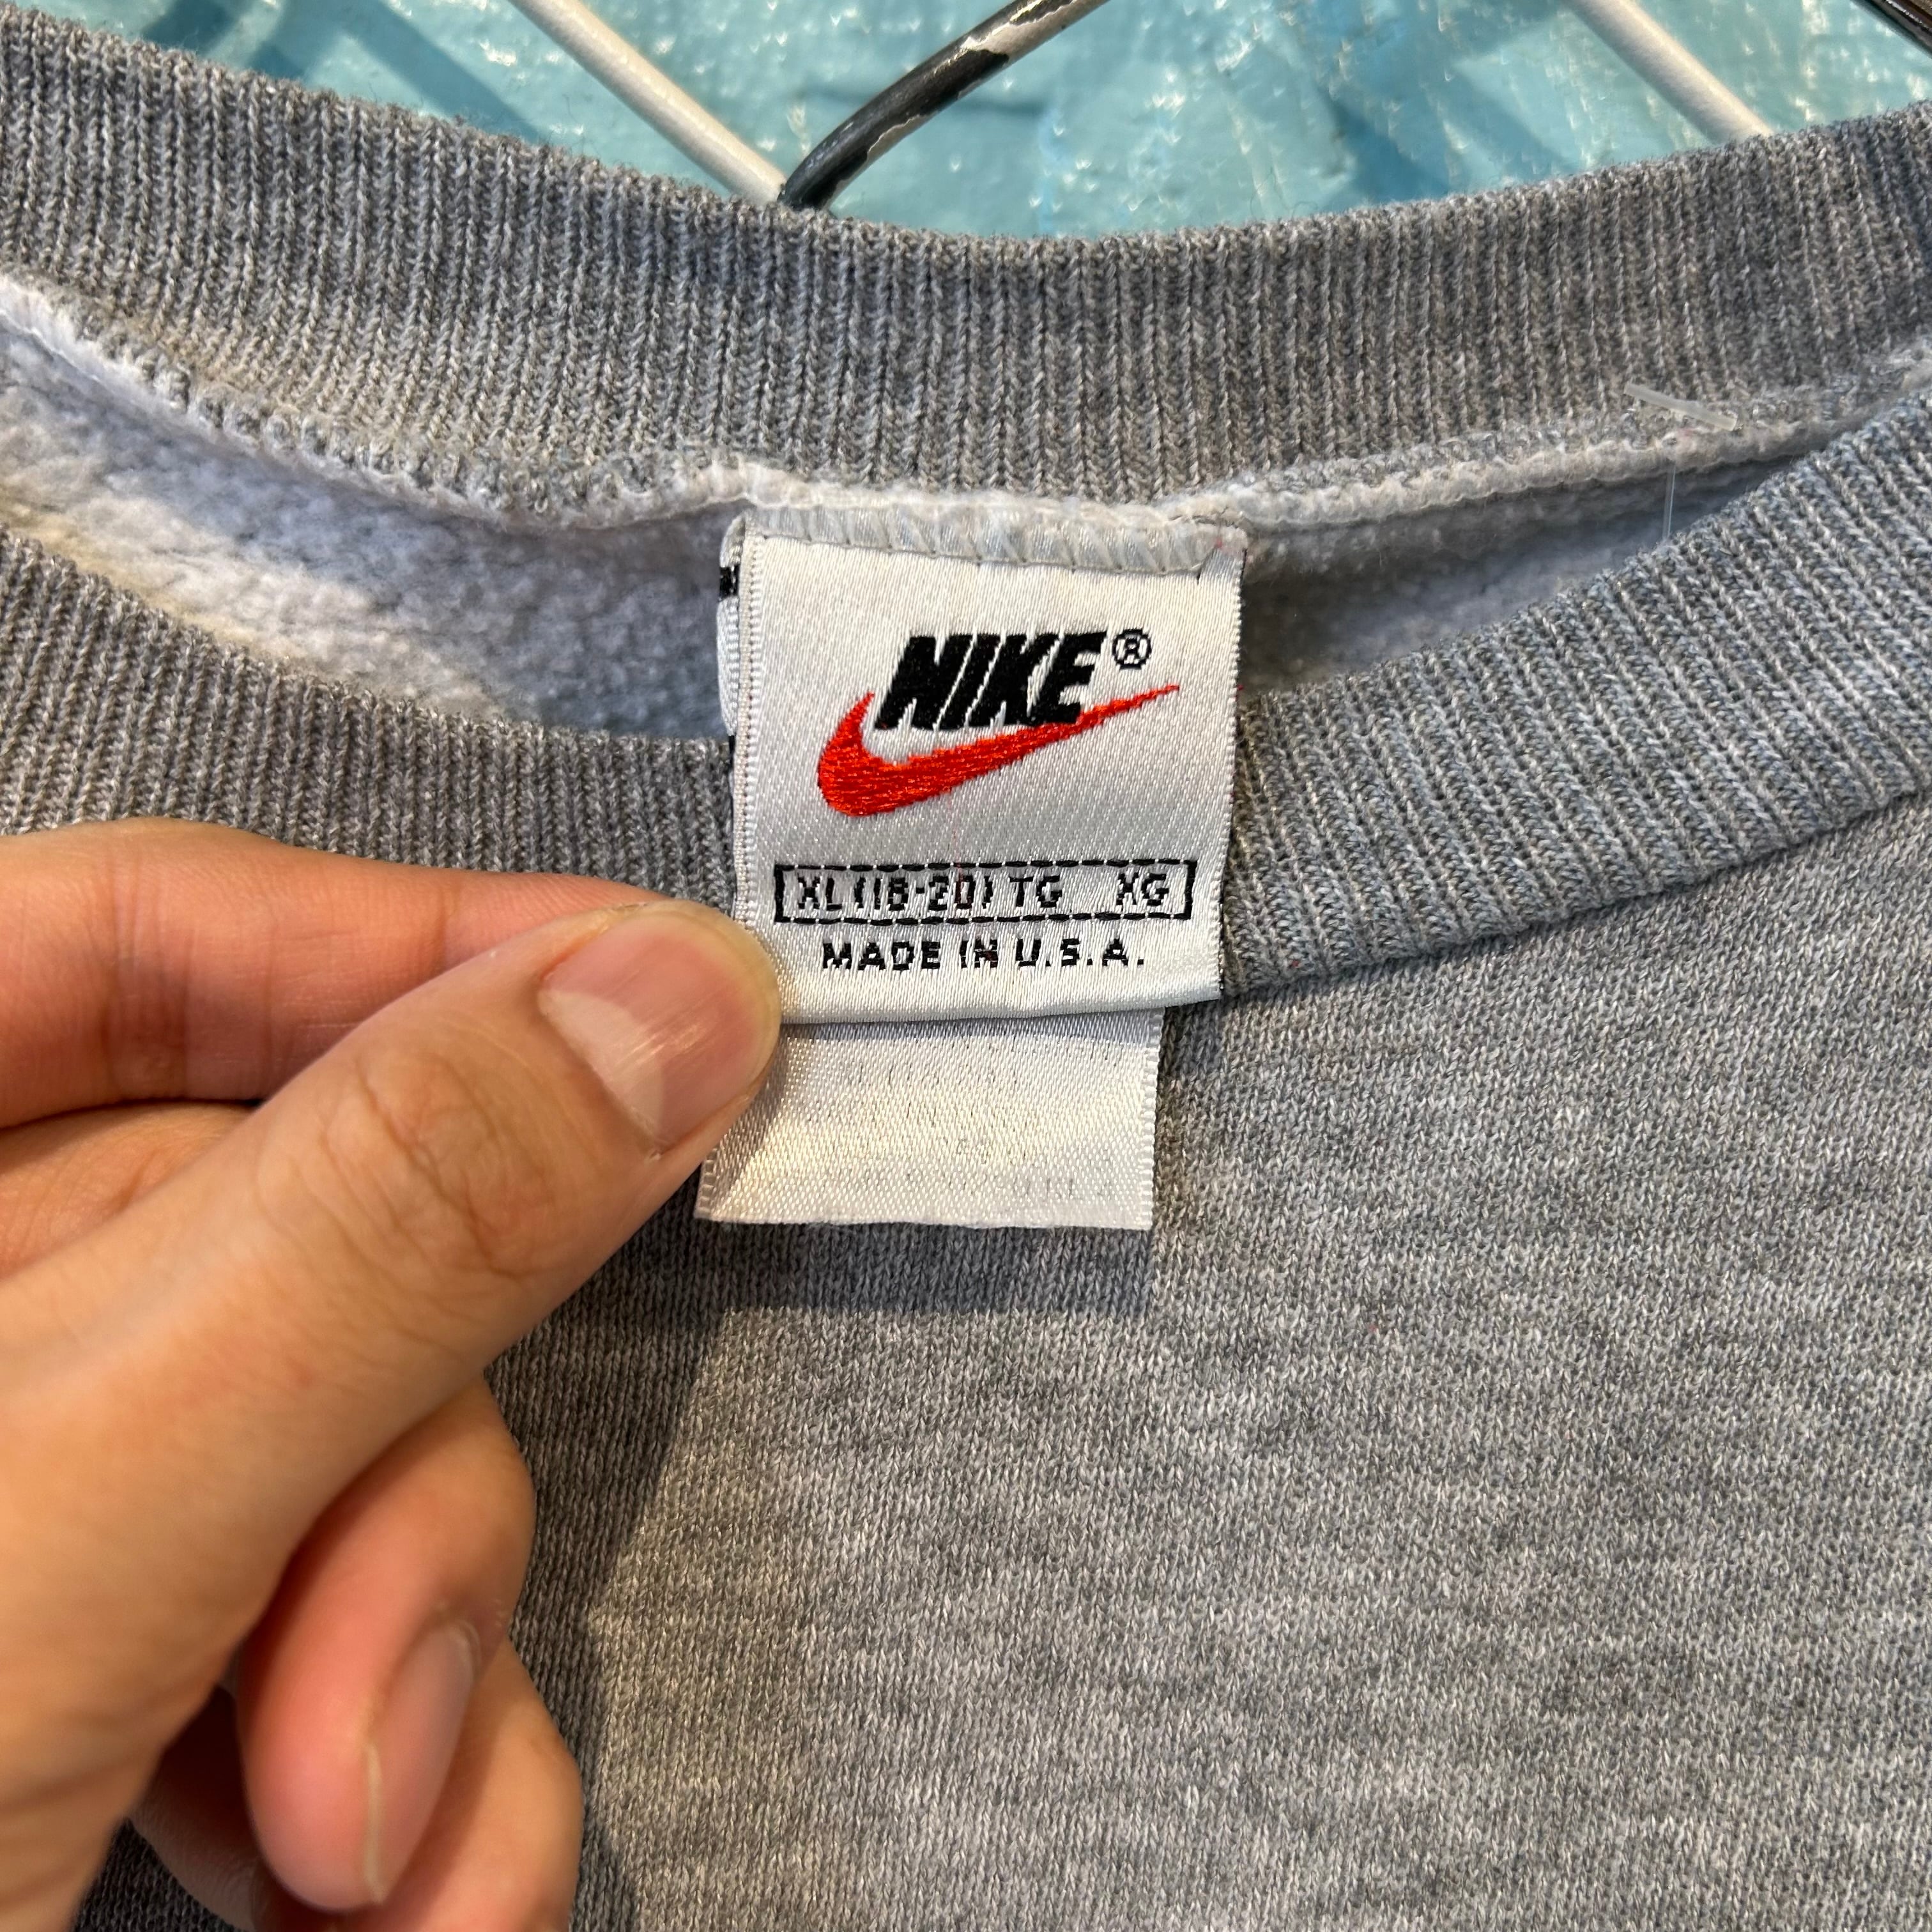 NIKE®
XL (18-20) TG XG
MADE IN U.S.A.